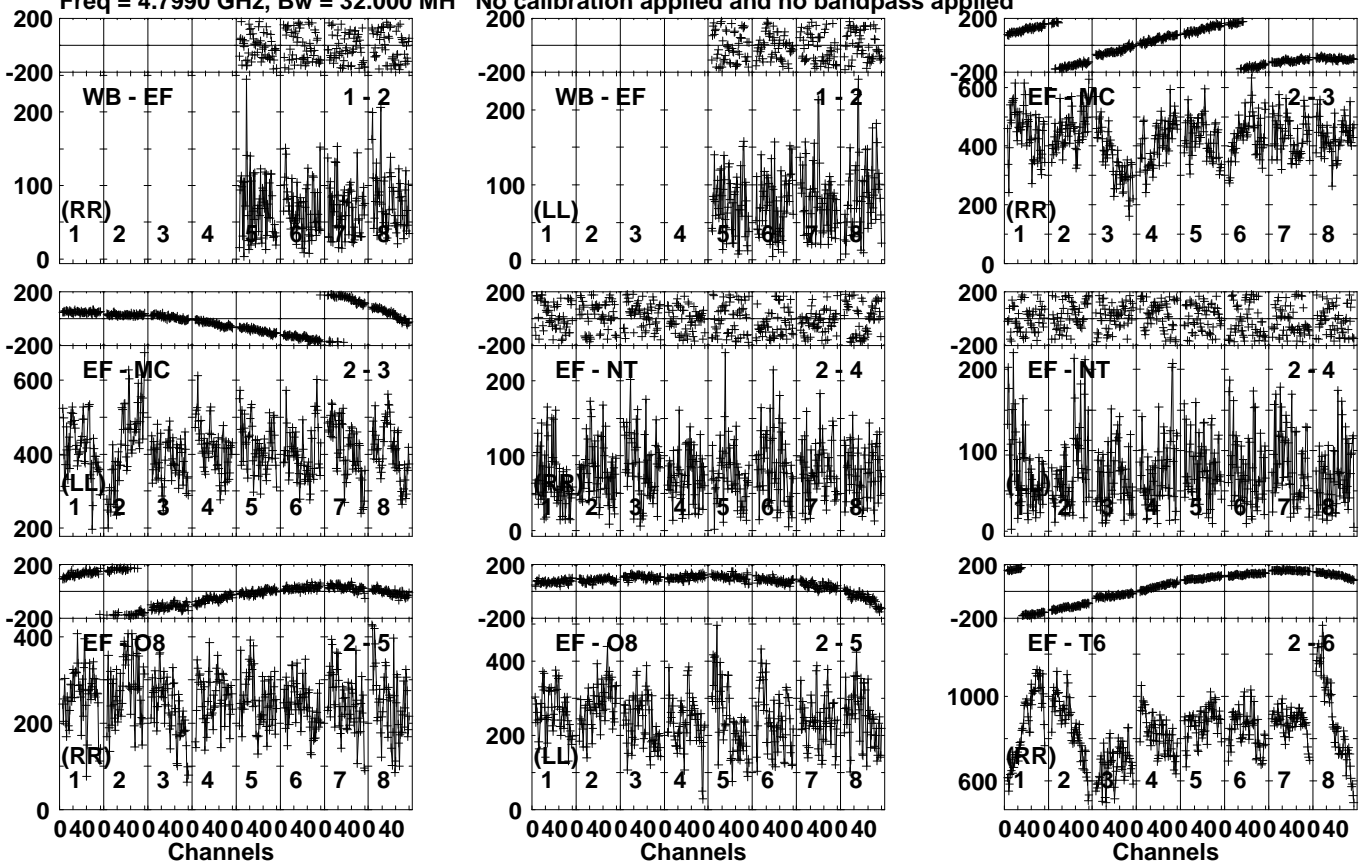 Freq = 4.7990 GHz, Bw = 32.000 MH No calibration applied and no bandpass applied
200 200 200
-200 -200 -200
WB - EF 1 - 2 WB - EF 1 - 2 EF - MC 2 - 3
200 200 600
100 100 400
(RR) (LL) 200 (RR)
1 2 3 4 5 6 7 8 1 2 3 4 5 6 7 8 1 2 3 4 5 6 7 8
0 0 0
200 200 200
-200 -200 -200
EF - MC 2 - 3 EF - NT 2 - 4 EF - NT 2 - 4
600 200 200
400 100 100
(LL) (RR)
1 2 3 4 5 6 7 8 1 2 3 4 5 6 7 8 1 2 3 4 5 6 7 8
200 0 0
200 200 200
-200 -200 -200
EF - O8 2 - 5 EF - O8 2 - 5 EF - T6 2 - 6
400 400 1000
200 200
(RR) (LL) (RR)
1 2 3 4 5 6 7 8 1 2 3 4 5 6 7 8 600 1 2 3 4 5 6 7 8
0 0
0 40 0 40 0 40 0 40 0 40 0 40 0 40 0 40 0 40 0 40 0 40 0 40 0 40 0 40 0 40 0 40 0 40 0 40 0 40 0 40 0 40 0 40 0 40 0 40
Channels Channels Channels